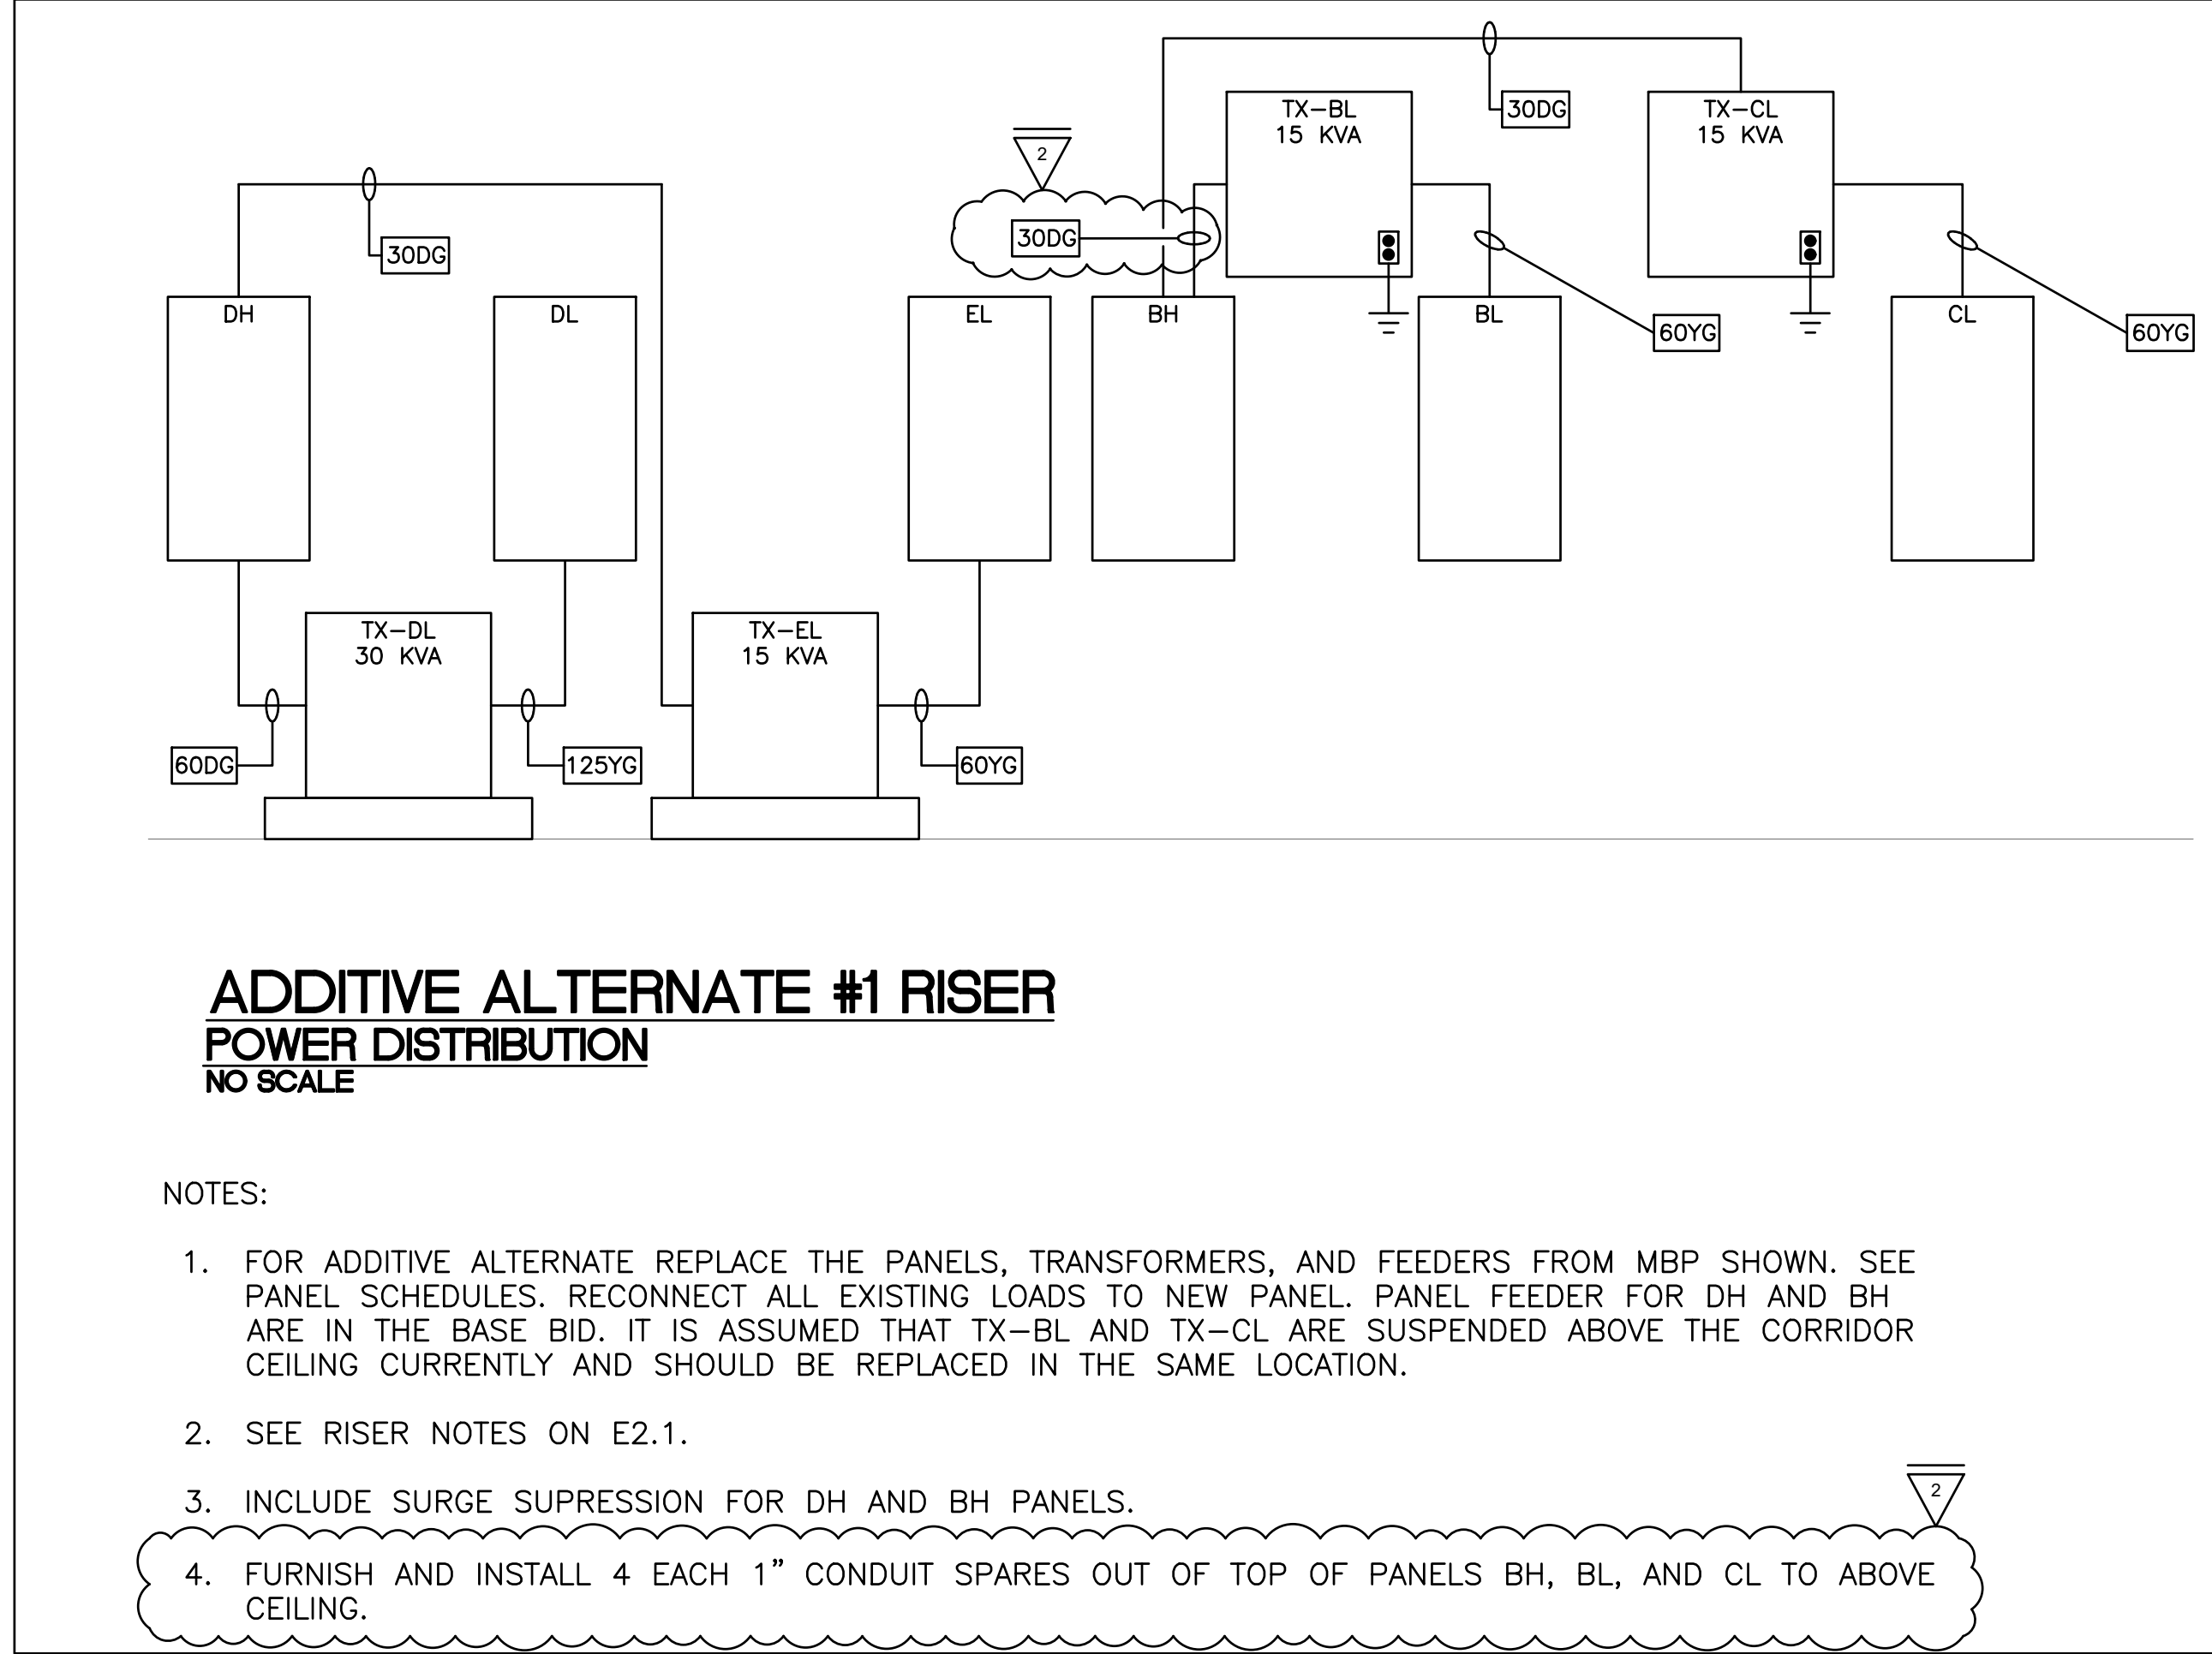 TX-BL
15 KVA
30DG
TX-CL
15 KVA
2
30DG
30DG
DH
DL
EL
BH
BL
60YG
CL
60YG
TX-DL
30 KVA
TX-EL
15 KVA
60DG
125YG
60YG
ADDITIVE ALTERNATE #1 RISER
POWER DISTRIBUTION
NO SCALE
NOTES:
1. FOR ADDITIVE ALTERNATE REPLACE THE PANELS, TRANSFORMERS, AND FEEDERS FROM MBP SHOWN. SEE
PANEL SCHEDULES. RECONNECT ALL EXISTING LOADS TO NEW PANEL. PANEL FEEDER FOR DH AND BH
ARE IN THE BASE BID. IT IS ASSUMED THAT TX-BL AND TX-CL ARE SUSPENDED ABOVE THE CORRIDOR
CEILING CURRENTLY AND SHOULD BE REPLACED IN THE SAME LOCATION.
2. SEE RISER NOTES ON E2.1.
3. INCLUDE SURGE SUPRESSION FOR DH AND BH PANELS.
2
4. FURNISH AND INSTALL 4 EACH 1" CONDUIT SPARES OUT OF TOP OF PANELS BH, BL, AND CL TO ABOVE
CEILING.